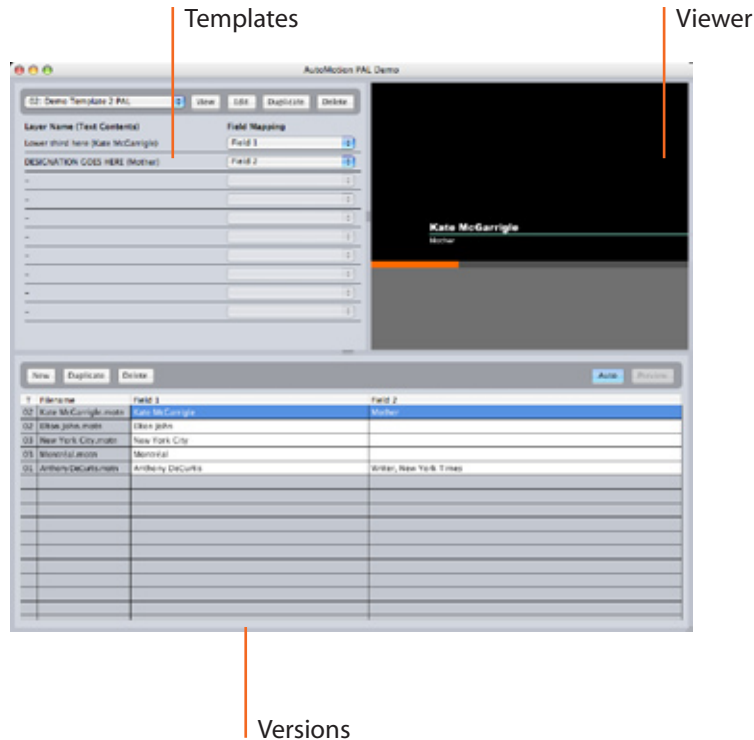 Templates
Viewer
AutoMotion PAL Demo
02: Demo Template 2 PAL
View
Edit
Duplicate
Delete
Layer Name (Text Contents)
Field Mapping
Lower third here (Kate McGarrigle)
Field 1
DESIGNATION GOES HERE (Mother)
Field 2
Kate McGarrigle
Mother
New
Duplicate
Delete
Auto
Preview
T Filename Field 1 Field 2
02 Kate McGarrigle.motn Kate McGarrigle Mother
02 Elton John.motn Elton John
03 New York City.motn New York City
03 Montréal.motn Montréal
01 Anthony DeCurtis.motn Anthony DeCurtis Writer, New York Times
Versions